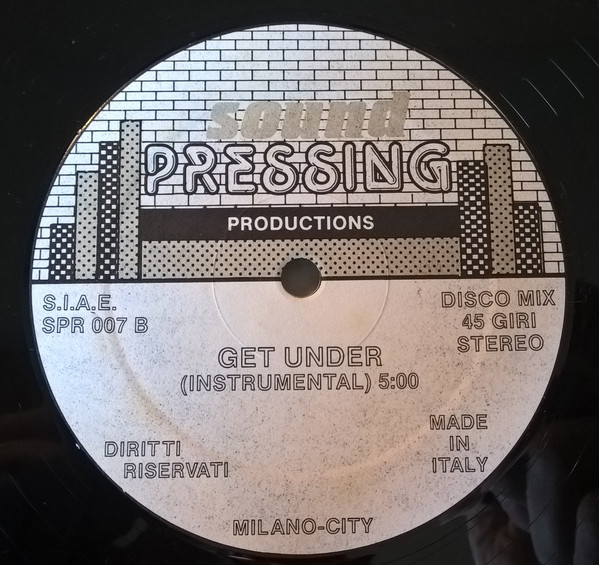 sound
PRESSING
PRODUCTIONS
S.I.A.E.
SPR 007 B
DISCO MIX
45 GIRI
STEREO
GET UNDER
(INSTRUMENTAL) 5:00
DIRITTI
RISERVATI
MADE
IN
ITALY
MILANO-CITY